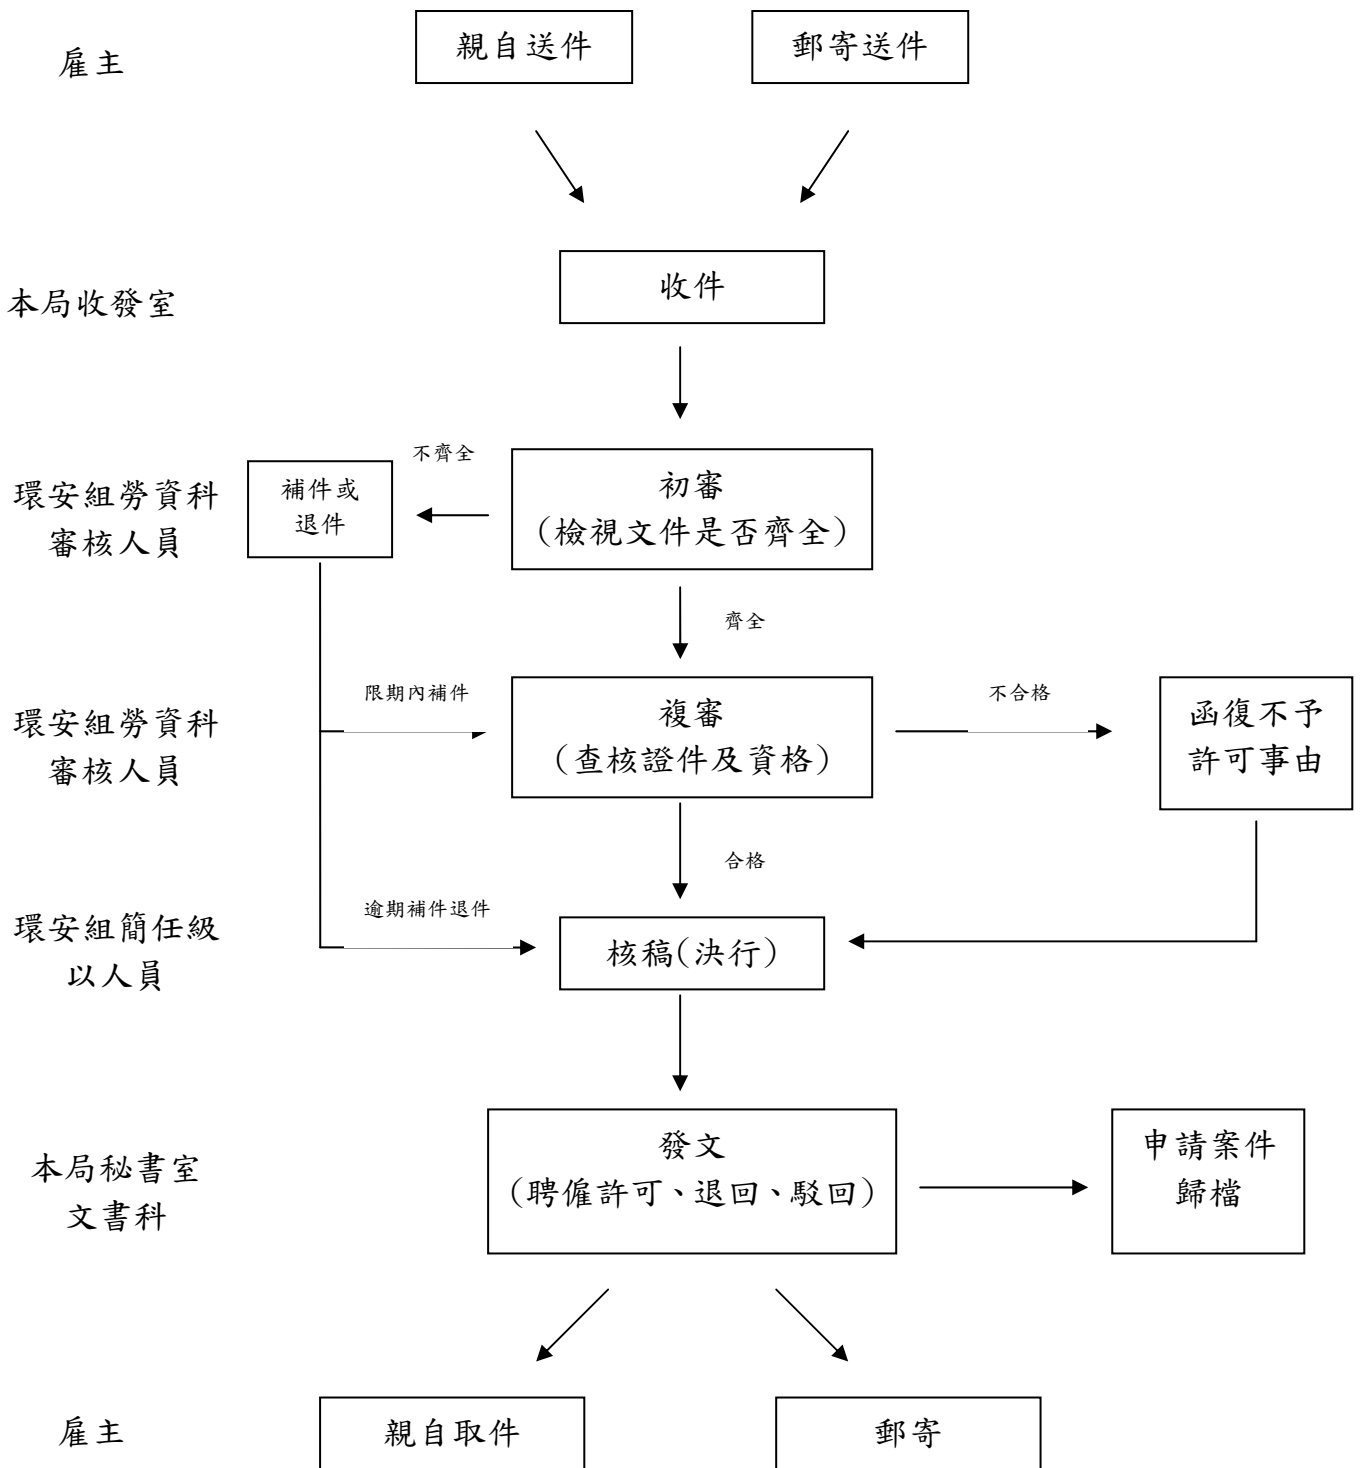 雇主
親自送件
郵寄送件
本局收發室
收件
環安組勞資科
審核人員
補件或
退件
不齊全
初審
(檢視文件是否齊全)
齊全
環安組勞資科
審核人員
限期內補件
複審
(查核證件及資格)
不合格
函復不予
許可事由
合格
環安組簡任級
以人員
逾期補件退件
核稿(決行)
本局秘書室
文書科
發文
(聘僱許可、退回、駁回)
申請案件
歸檔
雇主
親自取件
郵寄